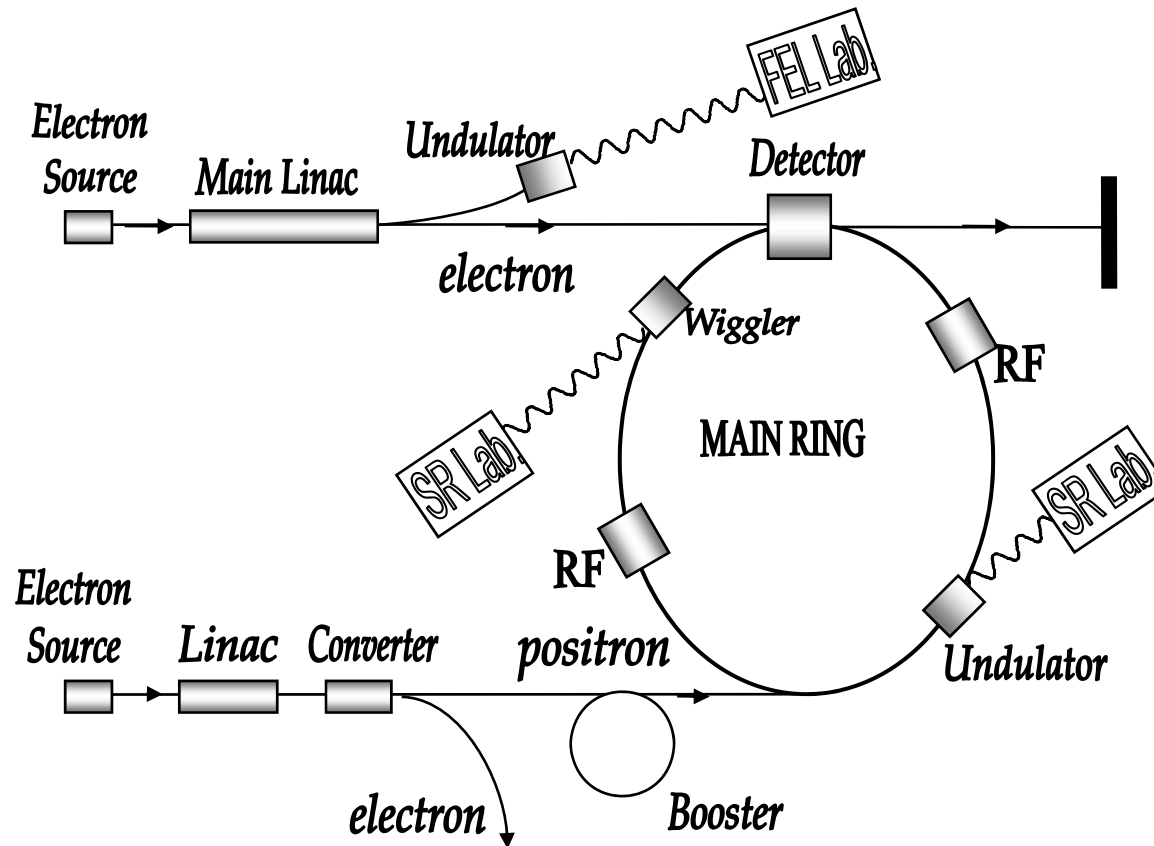 FEL Lab.
Electron
Source
Main Linac
Undulator
Detector
electron
Wiggler
RF
MAIN RING
SR Lab.
SR Lab.
RF
Electron
Source
Linac
Converter
positron
Undulator
electron
Booster